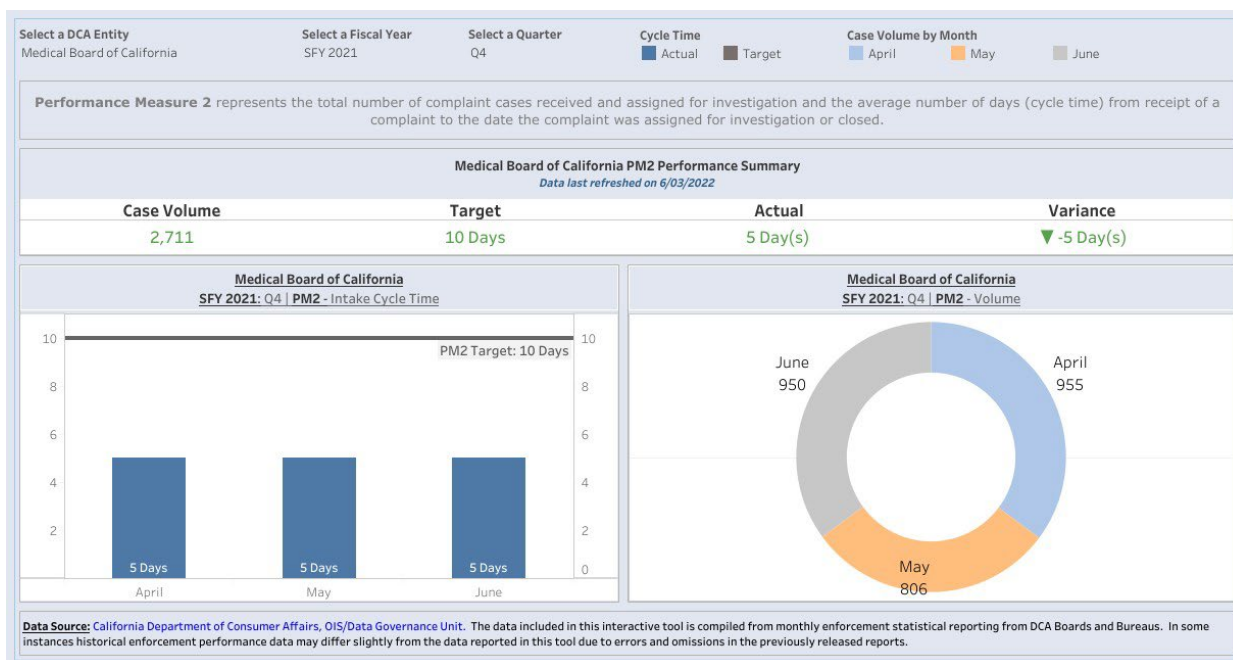 Select a DCA Entity
Medical Board of California
Select a Fiscal Year
SFY 2021
Select a Quarter
Q4
Cycle Time
Actual
Target
Case Volume by Month
April
May
June
Performance Measure 2 represents the total number of complaint cases received and assigned for investigation and the average number of days (cycle time) from receipt of a
complaint to the date the complaint was assigned for investigation or closed.
Medical Board of California PM2 Performance Summary
Data last refreshed on 6/03/2022
Case Volume Target Actual Variance
2,711 10 Days 5 Day(s) ▼ -5 Day(s)
Medical Board of California
SFY 2021: Q4 | PM2 - Intake Cycle Time
10 10
PM2 Target: 10 Days
8 8
6 6
4 4
2 2
0
5 Days 5 Days 5 Days
April May June
Medical Board of California
SFY 2021: Q4 | PM2 - Volume
June
950
April
955
May
806
Data Source: California Department of Consumer Affairs, OIS/Data Governance Unit. The data included in this interactive tool is compiled from monthly enforcement statistical reporting from DCA Boards and Bureaus. In some
instances historical enforcement performance data may differ slightly from the data reported in this tool due to errors and omissions in the previously released reports.